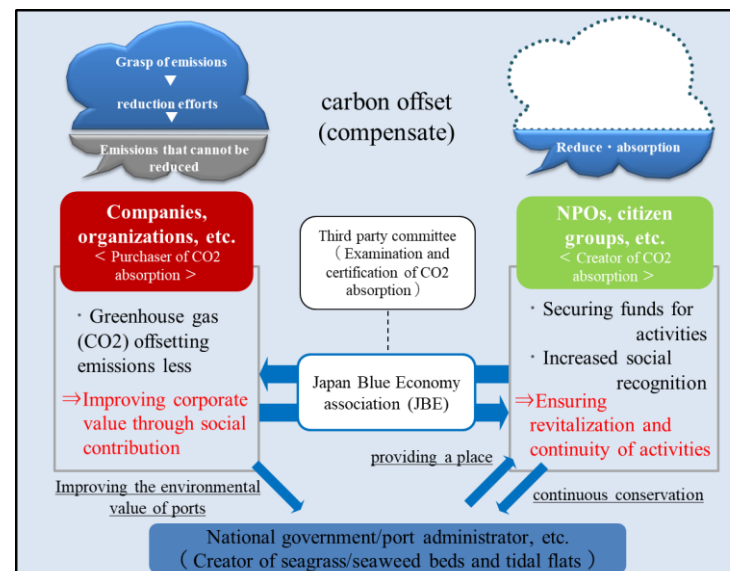 Grasp of emissions
reduction efforts
Emissions that cannot be
reduced
carbon offset
(compensate)
Reduce・absorption
Companies,
organizations, etc.
< Purchaser of CO2
absorption >
Third party committee
( Examination and
certification of CO2
absorption )
NPOs, citizen
groups, etc.
< Creator of CO2
absorption >
・Greenhouse gas
(CO2) offsetting
emissions less
⇒Improving corporate
value through social
contribution
Japan Blue Economy
association (JBE)
・Securing funds for
activities
・Increased social
recognition
⇒Ensuring
revitalization and
continuity of activities
Improving the environmental
value of ports
providing a place
continuous conservation
National government/port administrator, etc.
( Creator of seagrass/seaweed beds and tidal flats )